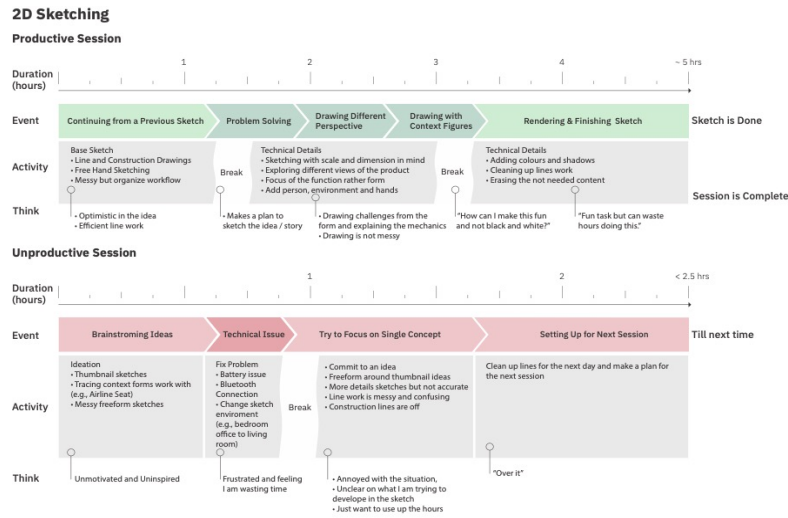 2D Sketching
Productive Session
1 2 3 4 ~ 5 hrs
Duration
(hours)
Event
Continuing from a Previous Sketch
Problem Solving
Drawing Different
Perspective
Drawing with
Context Figures
Rendering & Finishing Sketch
Sketch is Done
Activity
Base Sketch
• Line and Construction Drawings
• Free Hand Sketching
• Messy but organize workflow
Break
Technical Details
• Sketching with scale and dimension in mind
• Exploring different views of the product
• Focus of the function rather form
• Add person, environment and hands
Break
Technical Details
• Adding colours and shadows
• Cleaning up lines work
• Erasing the not needed content
Session is Complete
Think
• Optimistic in the idea
• Efficient line work
• Makes a plan to
sketch the idea / story
• Drawing challenges from the
form and explaining the mechanics
• Drawing is not messy
"How can I make this fun
and not black and white?"
"Fun task but can waste
hours doing this."
Unproductive Session
1 2 < 2.5 hrs
Duration
(hours)
Event
Brainstroming Ideas
Technical Issue
Try to Focus on Single Concept
Setting Up for Next Session
Till next time
Activity
Ideation
• Thumbnail sketches
• Tracing context forms work with
(e.g., Airline Seat)
• Messy freeform sketches
Fix Problem
• Battery issue
• Bluetooth
Connection
• Change sketch
enviroment
(e.g., bedroom
office to living
room)
Break
• Commit to an idea
• Freeform around thumbnail ideas
• More details sketches but not accurate
• Line work is messy and confusing
• Construction lines are off
Clean up lines for the next day and make a plan for
the next session
Think
Unmotivated and Uninspired
Frustrated and feeling
I am wasting time
• Annoyed with the situation,
• Unclear on what I am trying to
develope in the sketch
• Just want to use up the hours
"Over it"